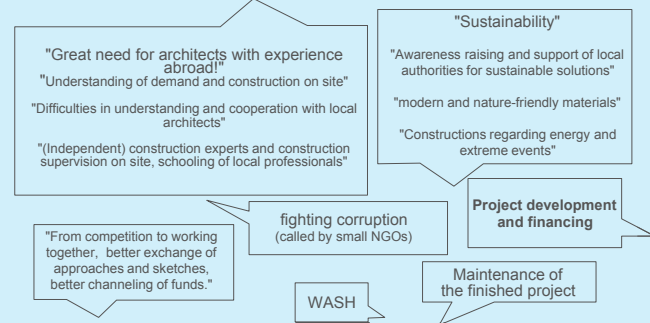 "Great need for architects with experience
abroad!"
"Understanding of demand and construction on site"
"Difficulties in understanding and cooperation with local
architects"
"(Independent) construction experts and construction
supervision on site, schooling of local professionals"
"Sustainability"
"Awareness raising and support of local
authorities for sustainable solutions"
"modern and nature-friendly materials"
"Constructions regarding energy and
extreme events"
fighting corruption
(called by small NGOs)
Project development
and financing
"From competition to working
together,  better exchange of
approaches and sketches,
better channeling of funds."
WASH
Maintenance of
the finished project